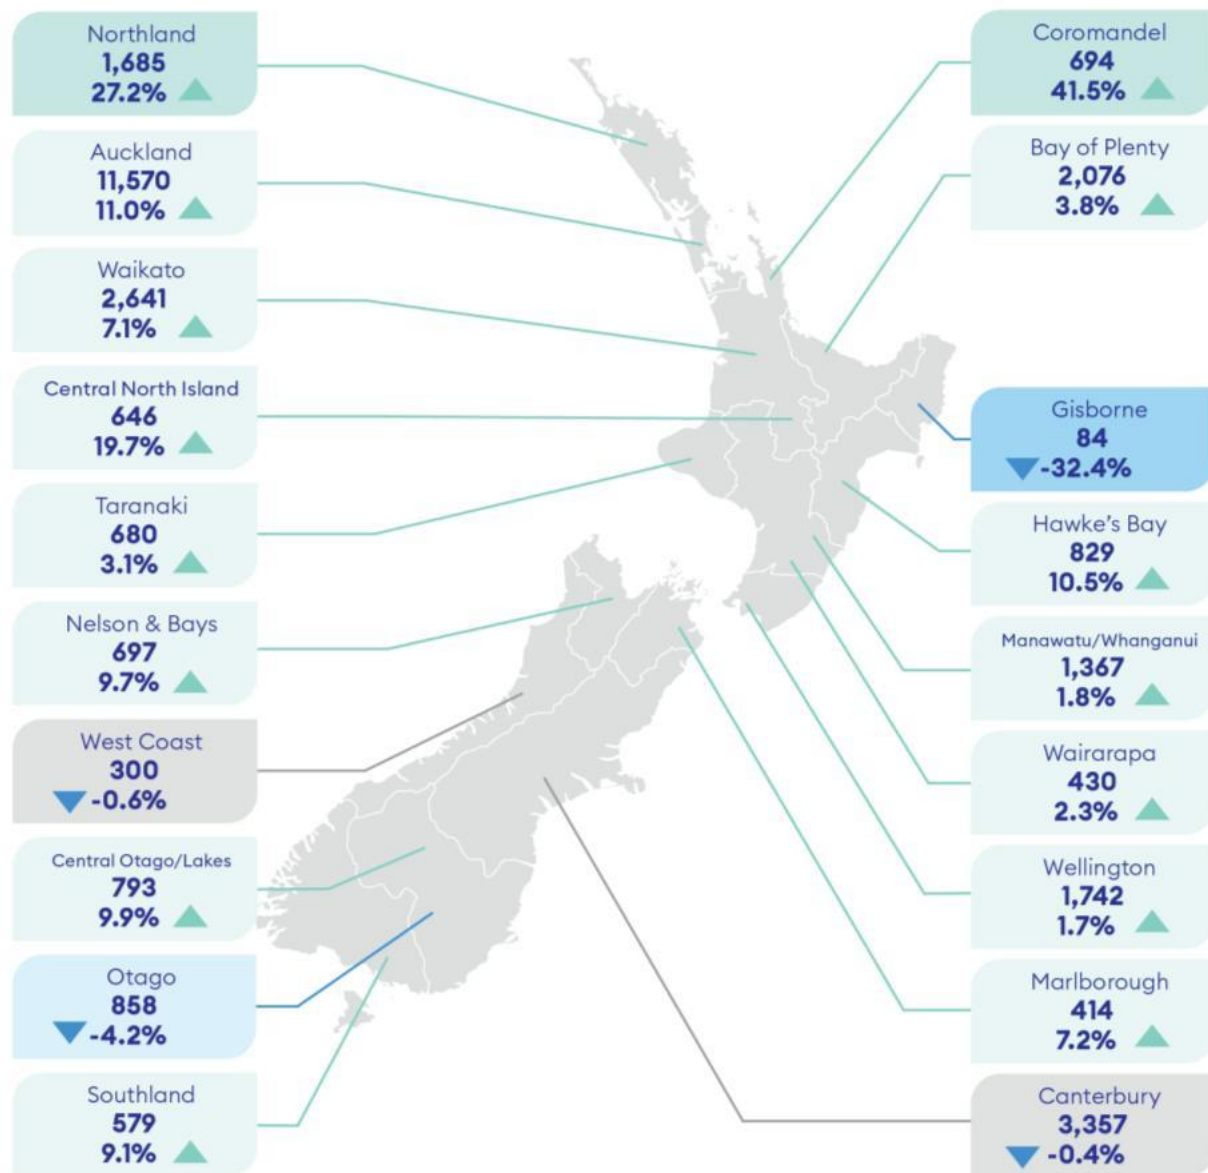 Northland
1,685
27.2%
Auckland
11,570
11.0%
Waikato
2,641
7.1%
Central North Island
646
19.7%
Taranaki
680
3.1%
Nelson & Bays
697
9.7%
West Coast
300
-0.6%
Central Otago/Lakes
793
9.9%
Otago
858
-4.2%
Southland
579
9.1%
Coromandel
694
41.5%
Bay of Plenty
2,076
3.8%
Gisborne
84
-32.4%
Hawke's Bay
829
10.5%
Manawatu/Whanganui
1,367
1.8%
Wairarapa
430
2.3%
Wellington
1,742
1.7%
Marlborough
414
7.2%
Canterbury
3,357
-0.4%